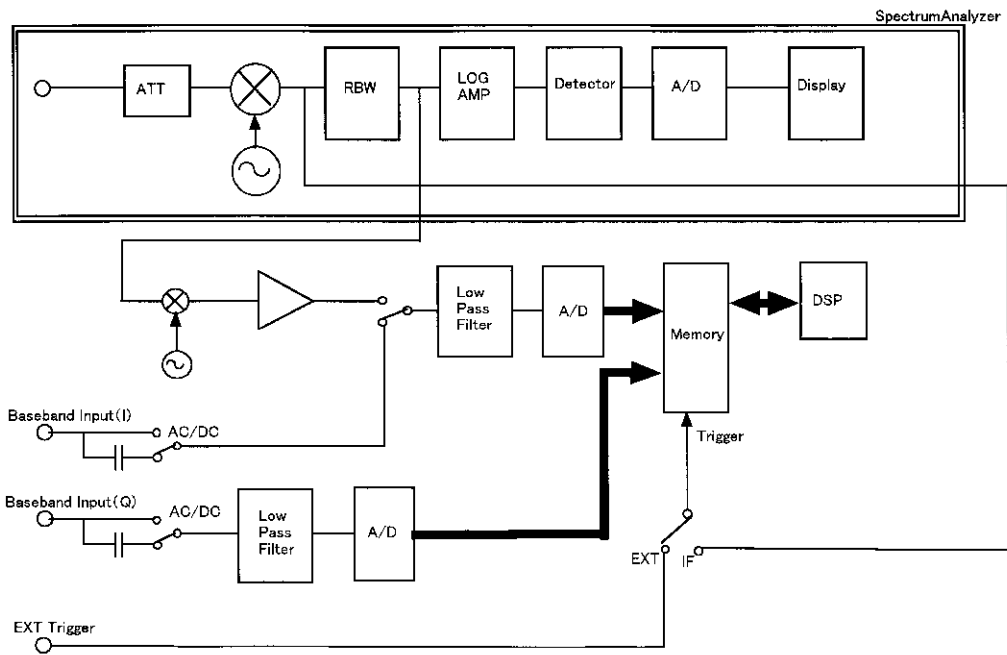 SpectrumAnalyzer
ATT
RBW
LOG
AMP
Detector
A/D
Display
Low
Pass
Filter
A/D
Memory
DSP
Baseband Input(I)
AC/DC
Trigger
Baseband Input(Q)
AC/DC
Low
Pass
Filter
A/D
EXT
IF
EXT Trigger